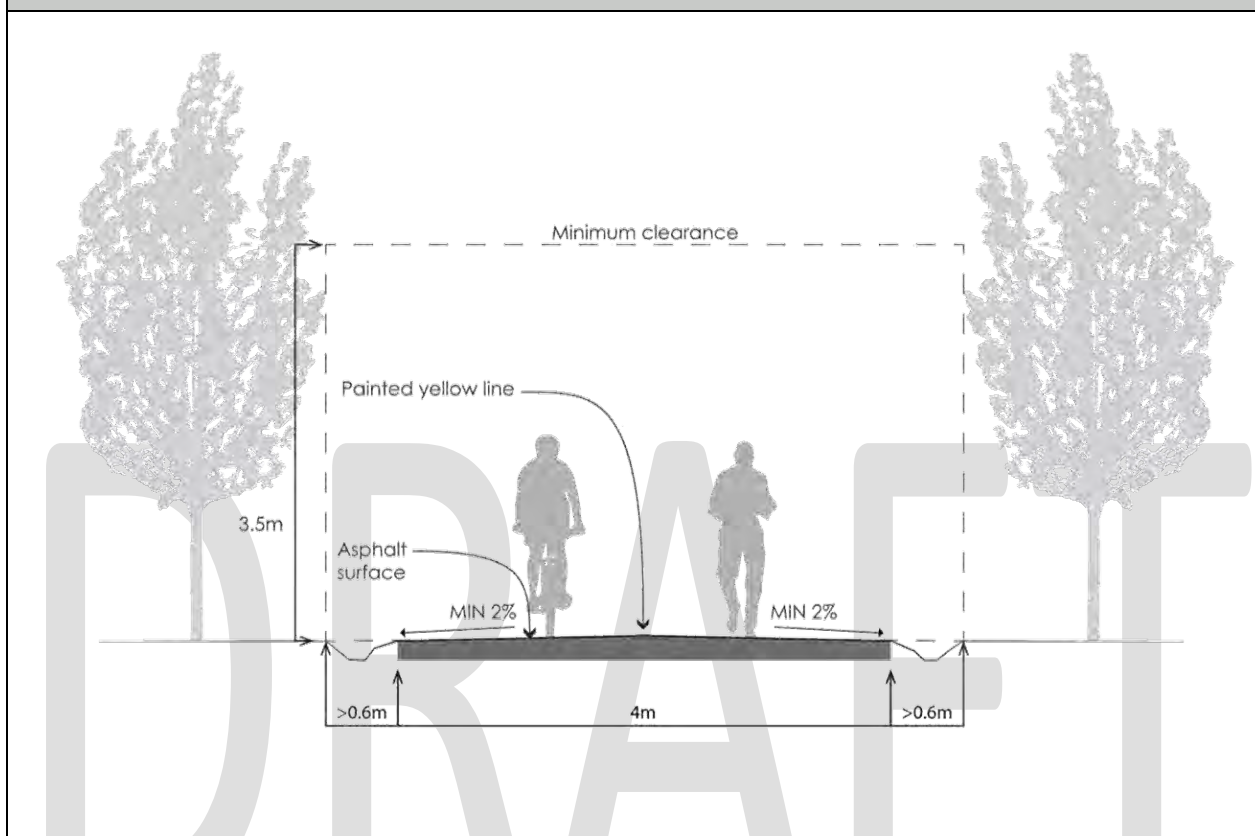 Minimum clearance
Painted yellow line
3.5m
Asphalt
surface
MIN 2%
MIN 2%
>0.6m
4m
>0.6m
DRAFT